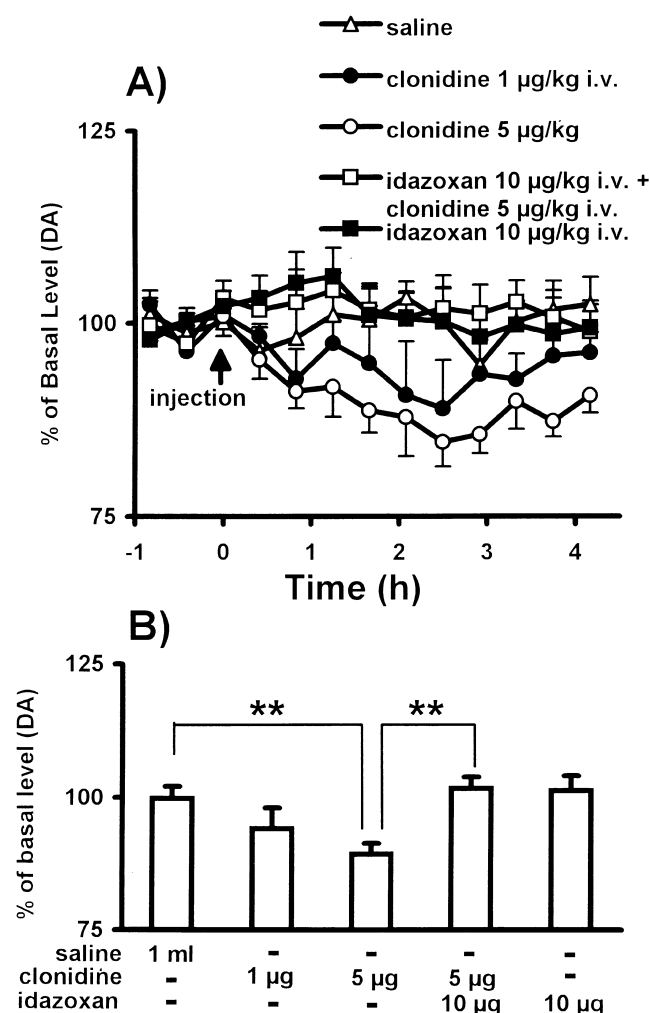 saline
A)
clonidine 1 µg/kg i.v.
clonidine 5 µg/kg
idazoxan 10 µg/kg i.v. +
clonidine 5 µg/kg i.v.
idazoxan 10 µg/kg i.v.
125
100
75
% of Basal Level (DA)
injection
-1 0 1 2 3 4
Time (h)
B)
125
100
75
% of basal level (DA)
** **
saline 1 ml - - - -
clonidine - 1 µg 5 µg 5 µg -
idazoxan - - - 10 µg 10 µg